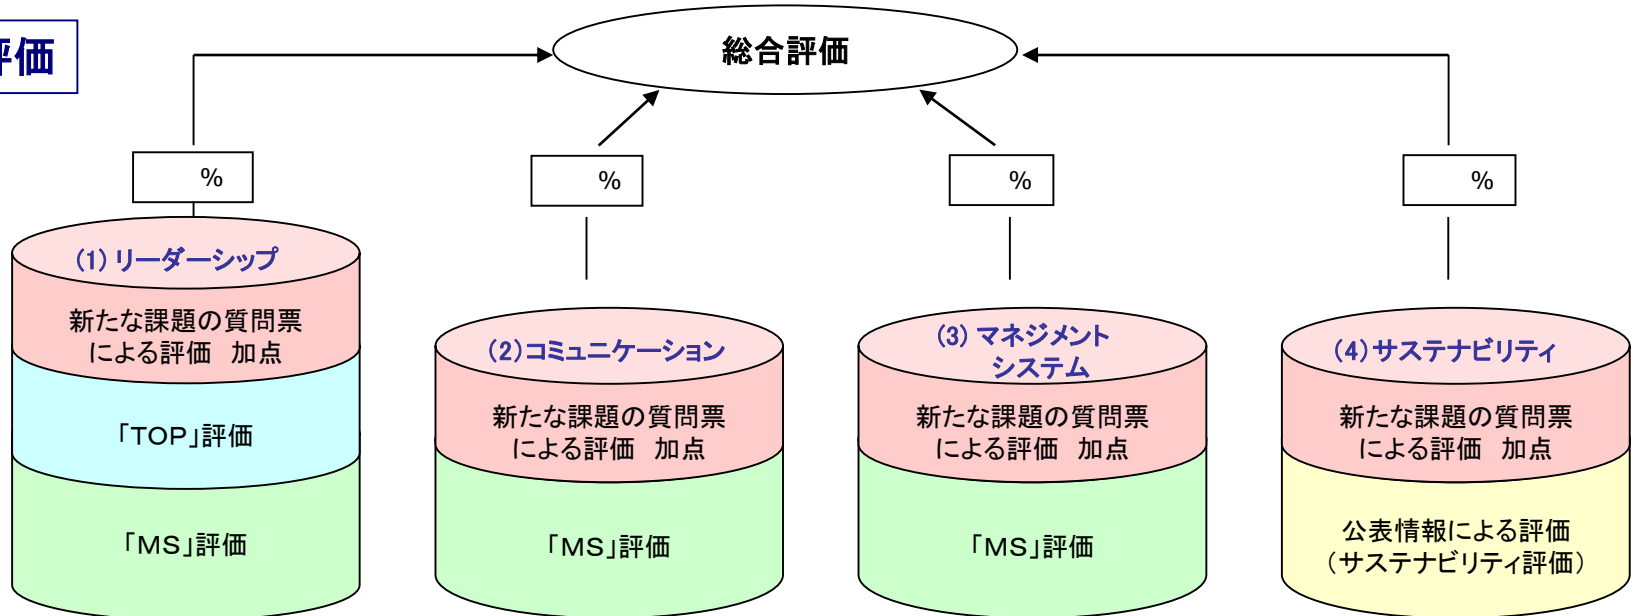 評価
総合評価
%
%
%
%
(1) リーダーシップ
新たな課題の質問票
による評価 加点
「TOP」評価
「MS」評価
(2)コミュニケーション
新たな課題の質問票
による評価 加点
「MS」評価
(3) マネジメント
システム
新たな課題の質問票
による評価 加点
「MS」評価
(4)サステナビリティ
新たな課題の質問票
による評価 加点
公表情報による評価
(サステナビリティ評価)